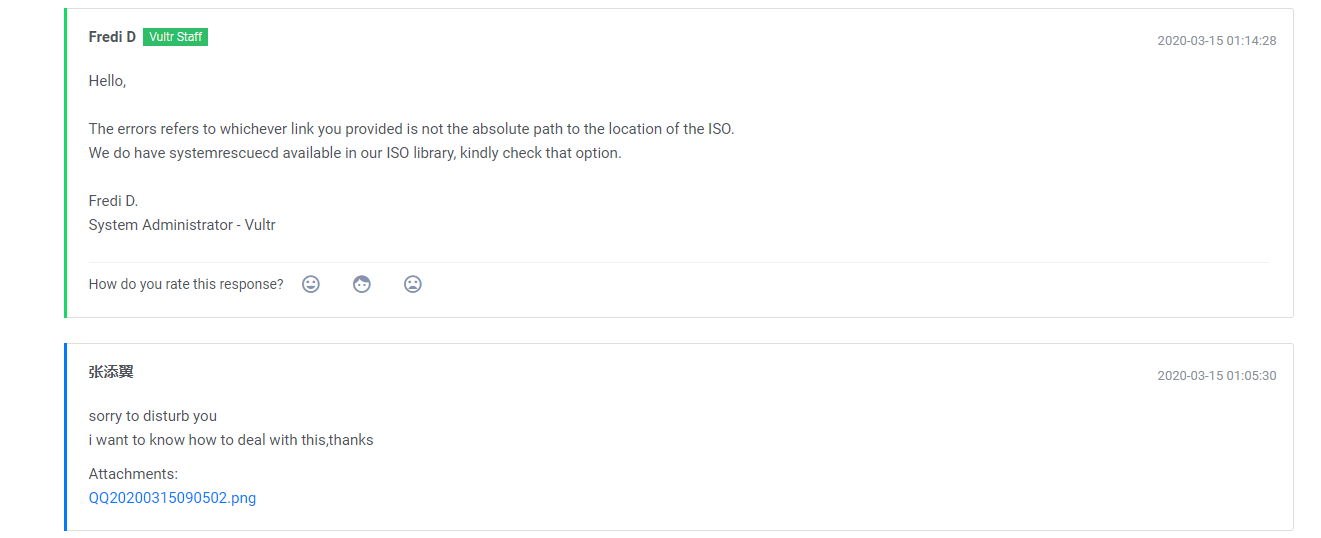 Fredi D Vultr Staff
2020-03-15 01:14:28
Hello,
The errors refers to whichever link you provided is not the absolute path to the location of the ISO.
We do have systemrescuecd available in our ISO library, kindly check that option.
Fredi D.
System Administrator - Vultr
How do you rate this response?
张添翼
2020-03-15 01:05:30
sorry to disturb you
i want to know how to deal with this,thanks
Attachments:
QQ20200315090502.png